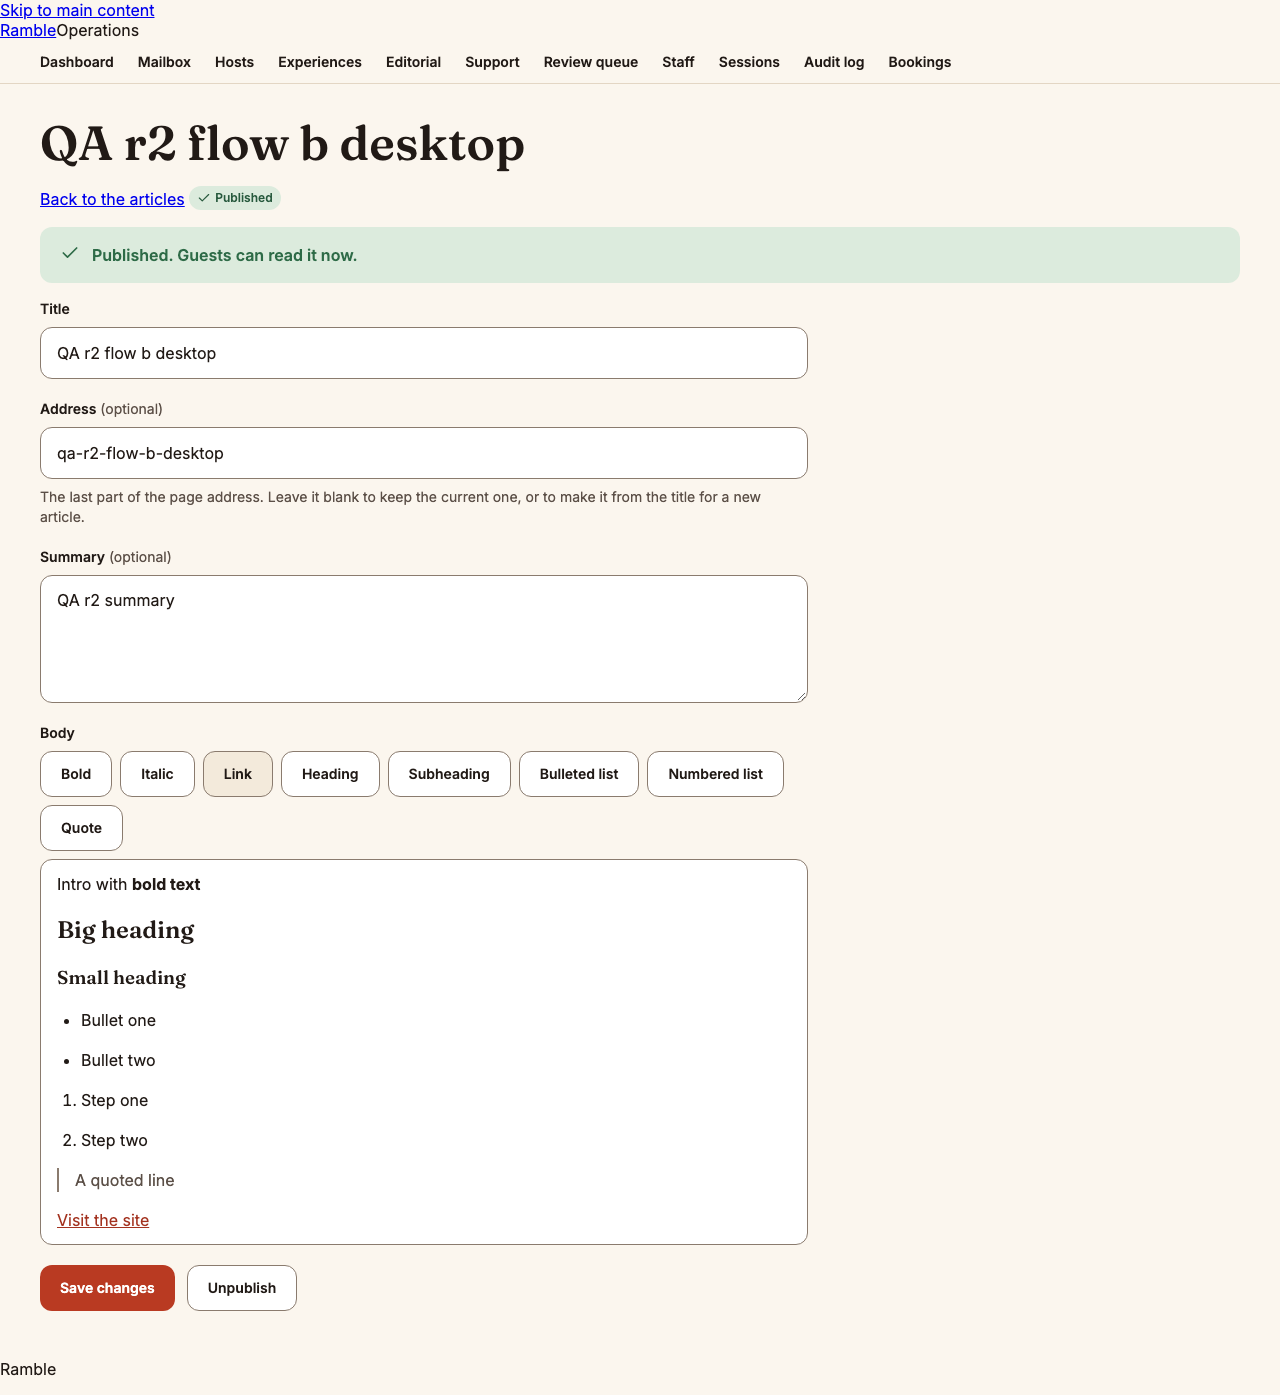 Skip to main content
RambleOperations
Dashboard Mailbox Hosts Experiences Editorial Support Review queue Staff Sessions Audit log Bookings
QA r2 flow b desktop
Back to the articles Published
Published. Guests can read it now.
Title
QA r2 flow b desktop
Address (optional)
qa-r2-flow-b-desktop
The last part of the page address. Leave it blank to keep the current one, or to make it from the title for a new
article.
Summary (optional)
QA r2 summary
Body
Bold Italic Link Heading Subheading Bulleted list Numbered list
Quote
Intro with bold text
Big heading
Small heading
• Bullet one
• Bullet two
1. Step one
2. Step two
A quoted line
Visit the site
Save changes Unpublish
Ramble